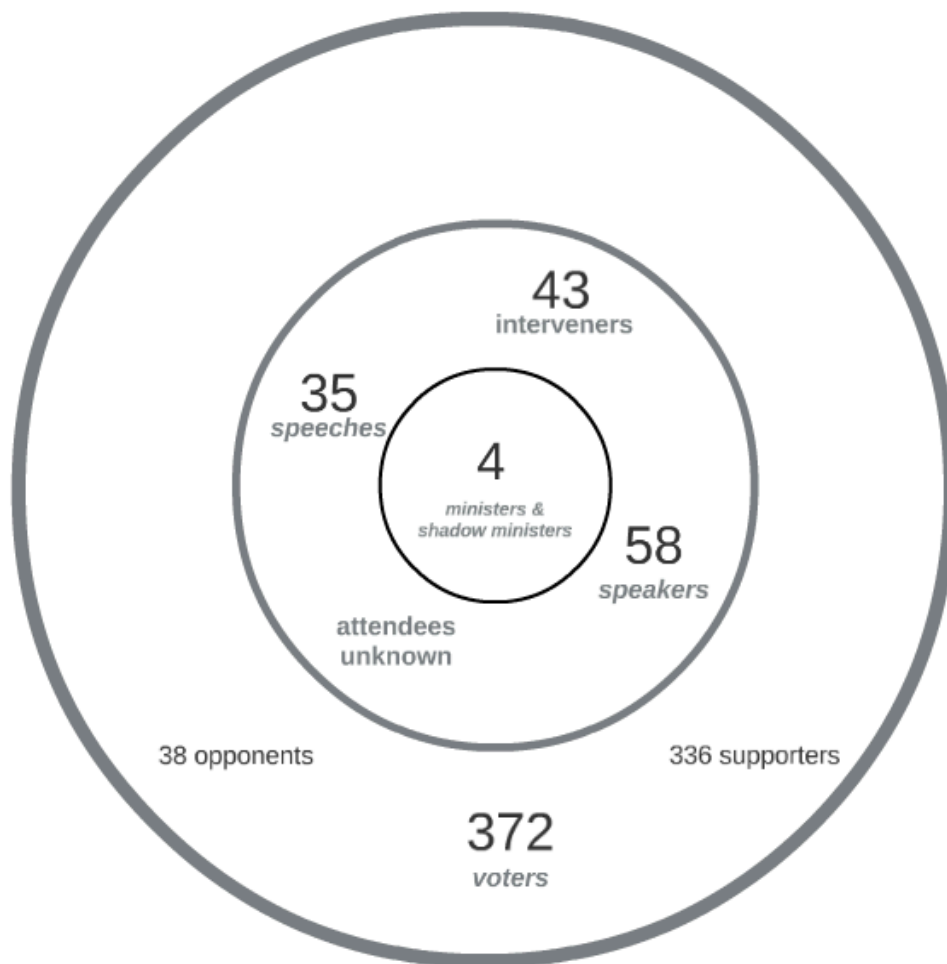 43
interveners
35
speeches
4
ministers &
shadow ministers
58
speakers
attendees
unknown
38 opponents
336 supporters
372
voters